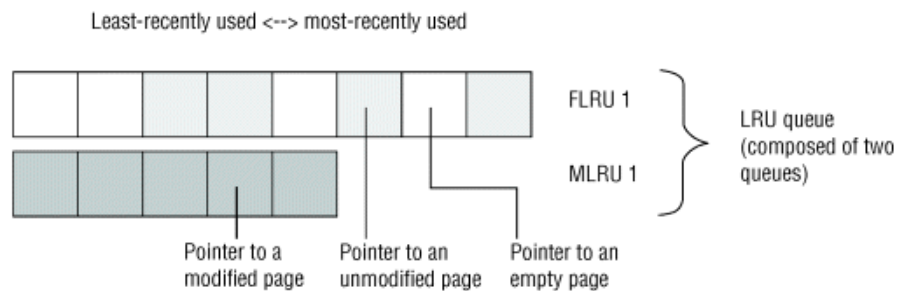 Least-recently used <--> most-recently used
FLRU 1
MLRU 1
LRU queue
(composed of two
queues)
Pointer to a
modified page
Pointer to an
unmodified page
Pointer to an
empty page